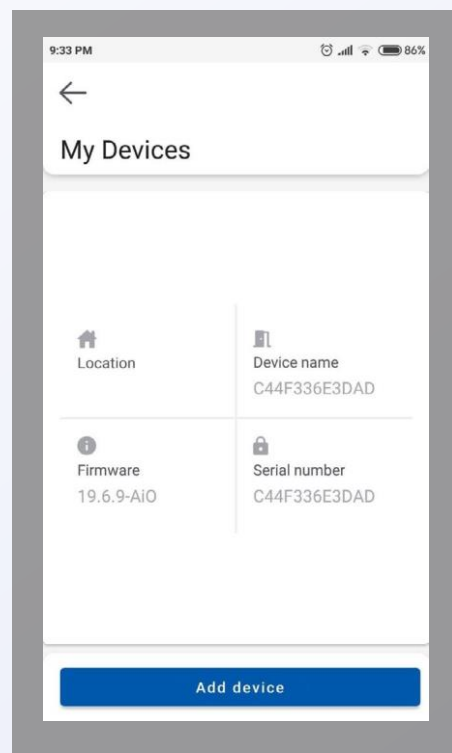 9:33 PM 86%
My Devices
Location
Device name
C44F336E3DAD
Firmware
19.6.9-AiO
Serial number
C44F336E3DAD
Add device